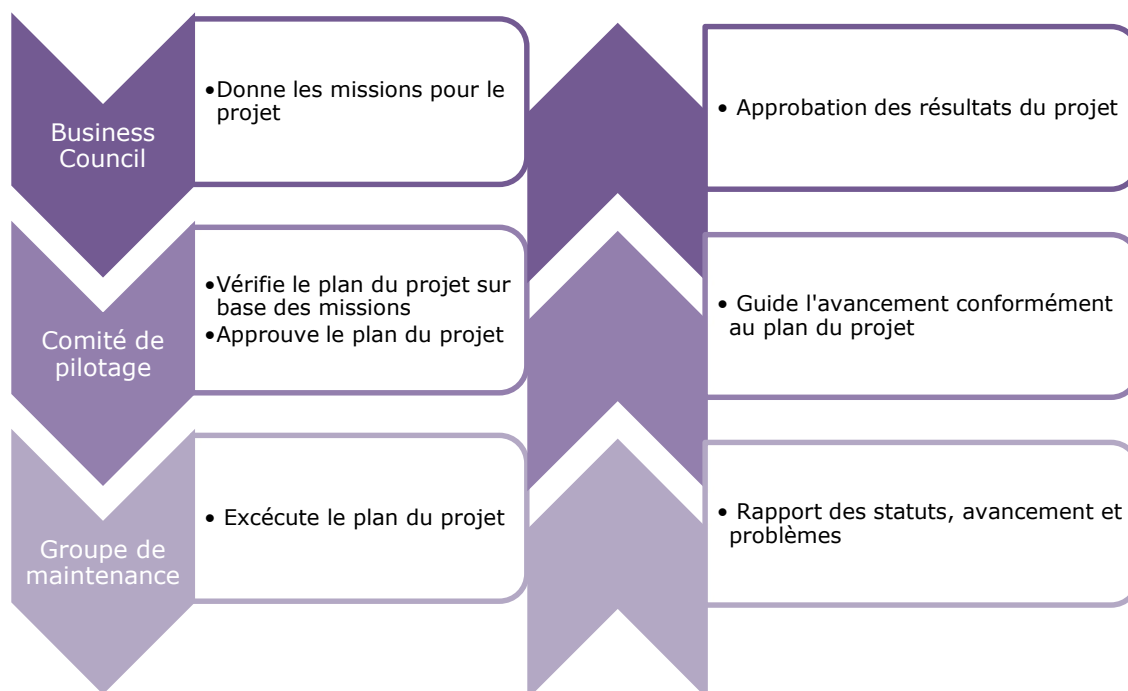 Business
Council
•Donne les missions pour le
projet
• Approbation des résultats du projet
Comité de
pilotage
•Vérifie le plan du projet sur
base des missions
•Approuve le plan du projet
• Guide l'avancement conformément
au plan du projet
Groupe de
maintenance
• Excécute le plan du projet
• Rapport des statuts, avancement et
problèmes